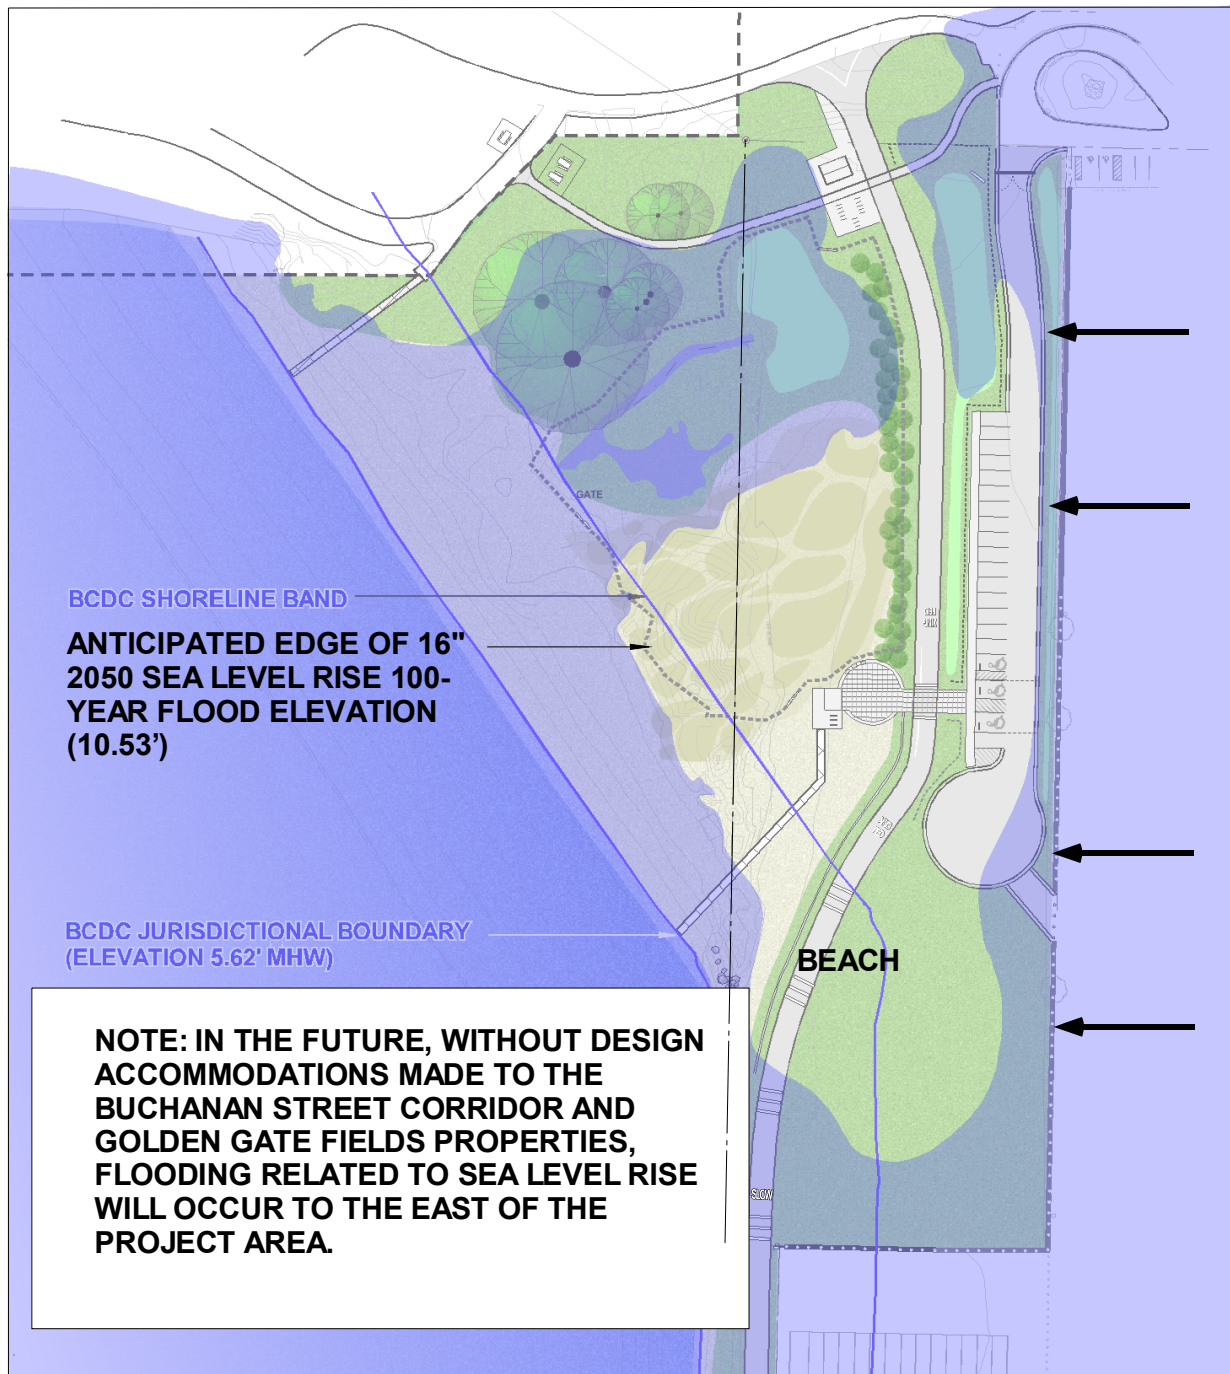 GATE
BCDC SHORELINE BAND
ANTICIPATED EDGE OF 16"
2050 SEA LEVEL RISE 100-
YEAR FLOOD ELEVATION
(10.53’)
BCDC JURISDICTIONAL BOUNDARY
(ELEVATION 5.62' MHW)
BEACH
NOTE: IN THE FUTURE, WITHOUT DESIGN
ACCOMMODATIONS MADE TO THE
BUCHANAN STREET CORRIDOR AND
GOLDEN GATE FIELDS PROPERTIES,
FLOODING RELATED TO SEA LEVEL RISE
WILL OCCUR TO THE EAST OF THE
PROJECT AREA.
SLOW